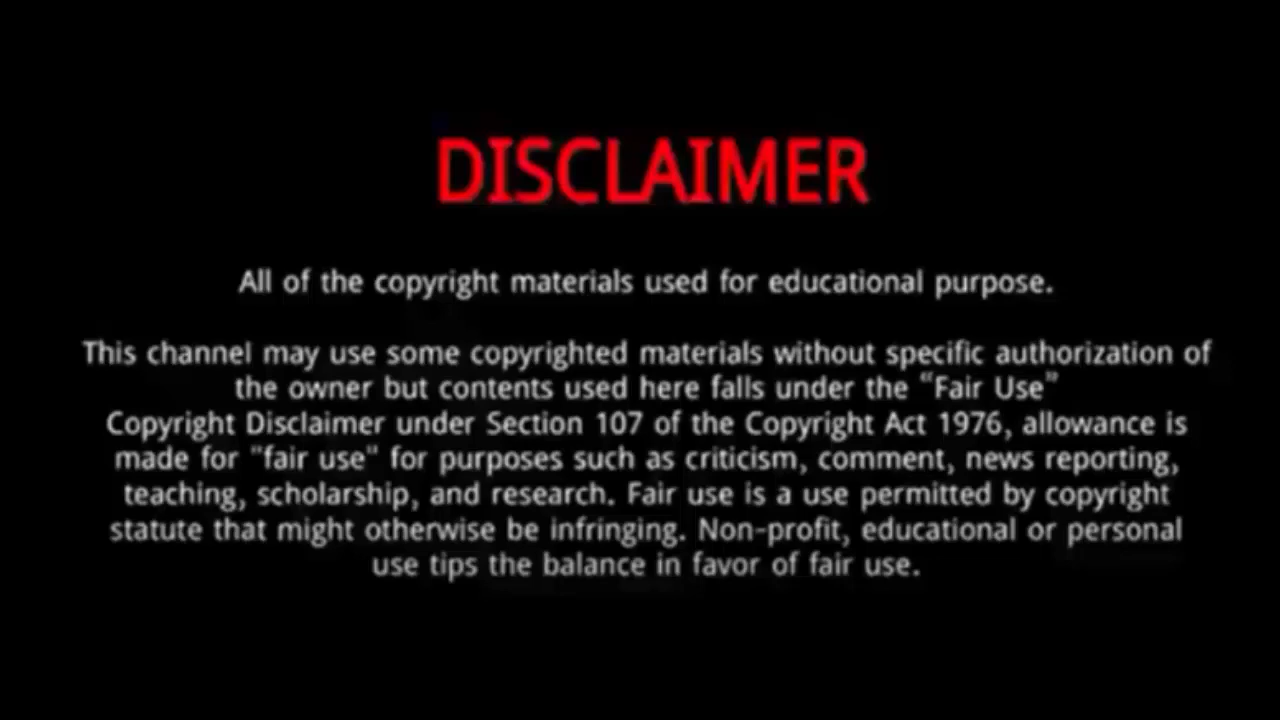 DISCLAIMER
All of the copyright materials used for educational purpose.
This channel may use some copyrighted materials without specific authorization of
the owner but contents used here falls under the “Fair Use”
Copyright Disclaimer under Section 107 of the Copyright Act 1976, allowance is
made for "fair use" for purposes such as criticism, comment, news reporting,
teaching, scholarship, and research. Fair use is a use permitted by copyright
statute that might otherwise be infringing. Non-profit, educational or personal
use tips the balance in favor of fair use.